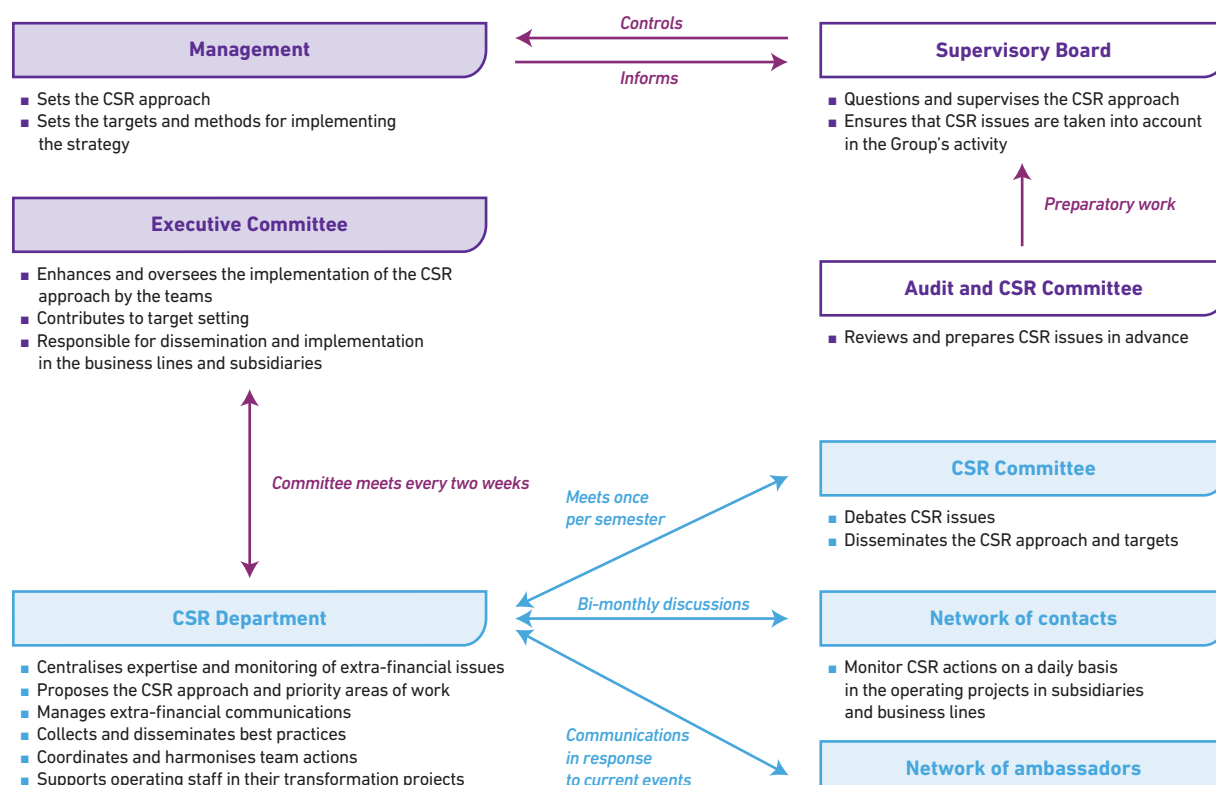 Controls
Management
Supervisory Board
Informs
■ Sets the CSR approach
■ Sets the targets and methods for implementing
the strategy
■ Questions and supervises the CSR approach
■ Ensures that CSR issues are taken into account
in the Group's activity
Preparatory work
Executive Committee
■ Enhances and oversees the implementation of the CSR
approach by the teams
■ Contributes to target setting
■ Responsible for dissemination and implementation
in the business lines and subsidiaries
Audit and CSR Committee
■ Reviews and prepares CSR issues in advance
Committee meets every two weeks
Meets once
per semester
CSR Committee
■ Debates CSR issues
■ Disseminates the CSR approach and targets
CSR Department
Bi-monthly discussions
Network of contacts
■ Centralises expertise and monitoring of extra-financial issues
■ Proposes the CSR approach and priority areas of work
■ Manages extra-financial communications
■ Collects and disseminates best practices
■ Coordinates and harmonises team actions
■ Supports operating staff in their transformation projects
■ Monitor CSR actions on a daily basis
in the operating projects in subsidiaries
and business lines
Communications
in response
to current events
Network of ambassadors